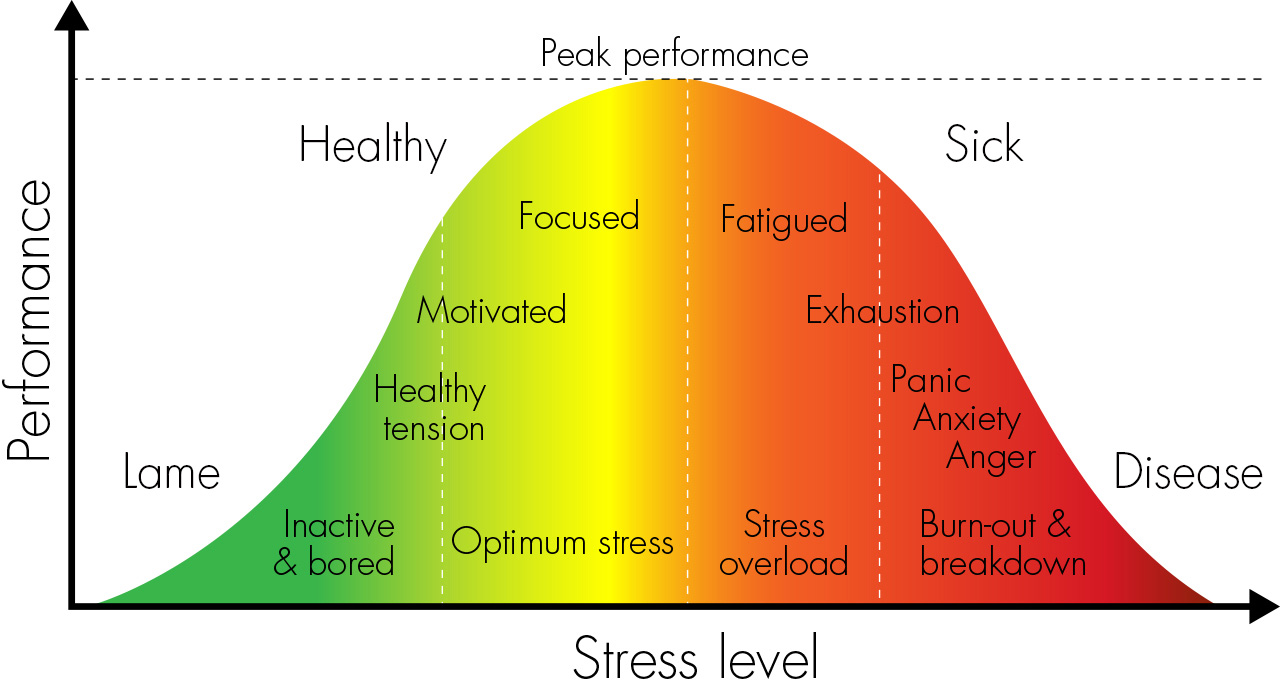 Peak performance
Healthy
Sick
Focused
Fatigued
Motivated
Exhaustion
Healthy
tension
Panic
Anxiety
Anger
Lame
Disease
Inactive
& bored
Optimum stress
Stress
overload
Burn-out &
breakdown
Performance
Stress level